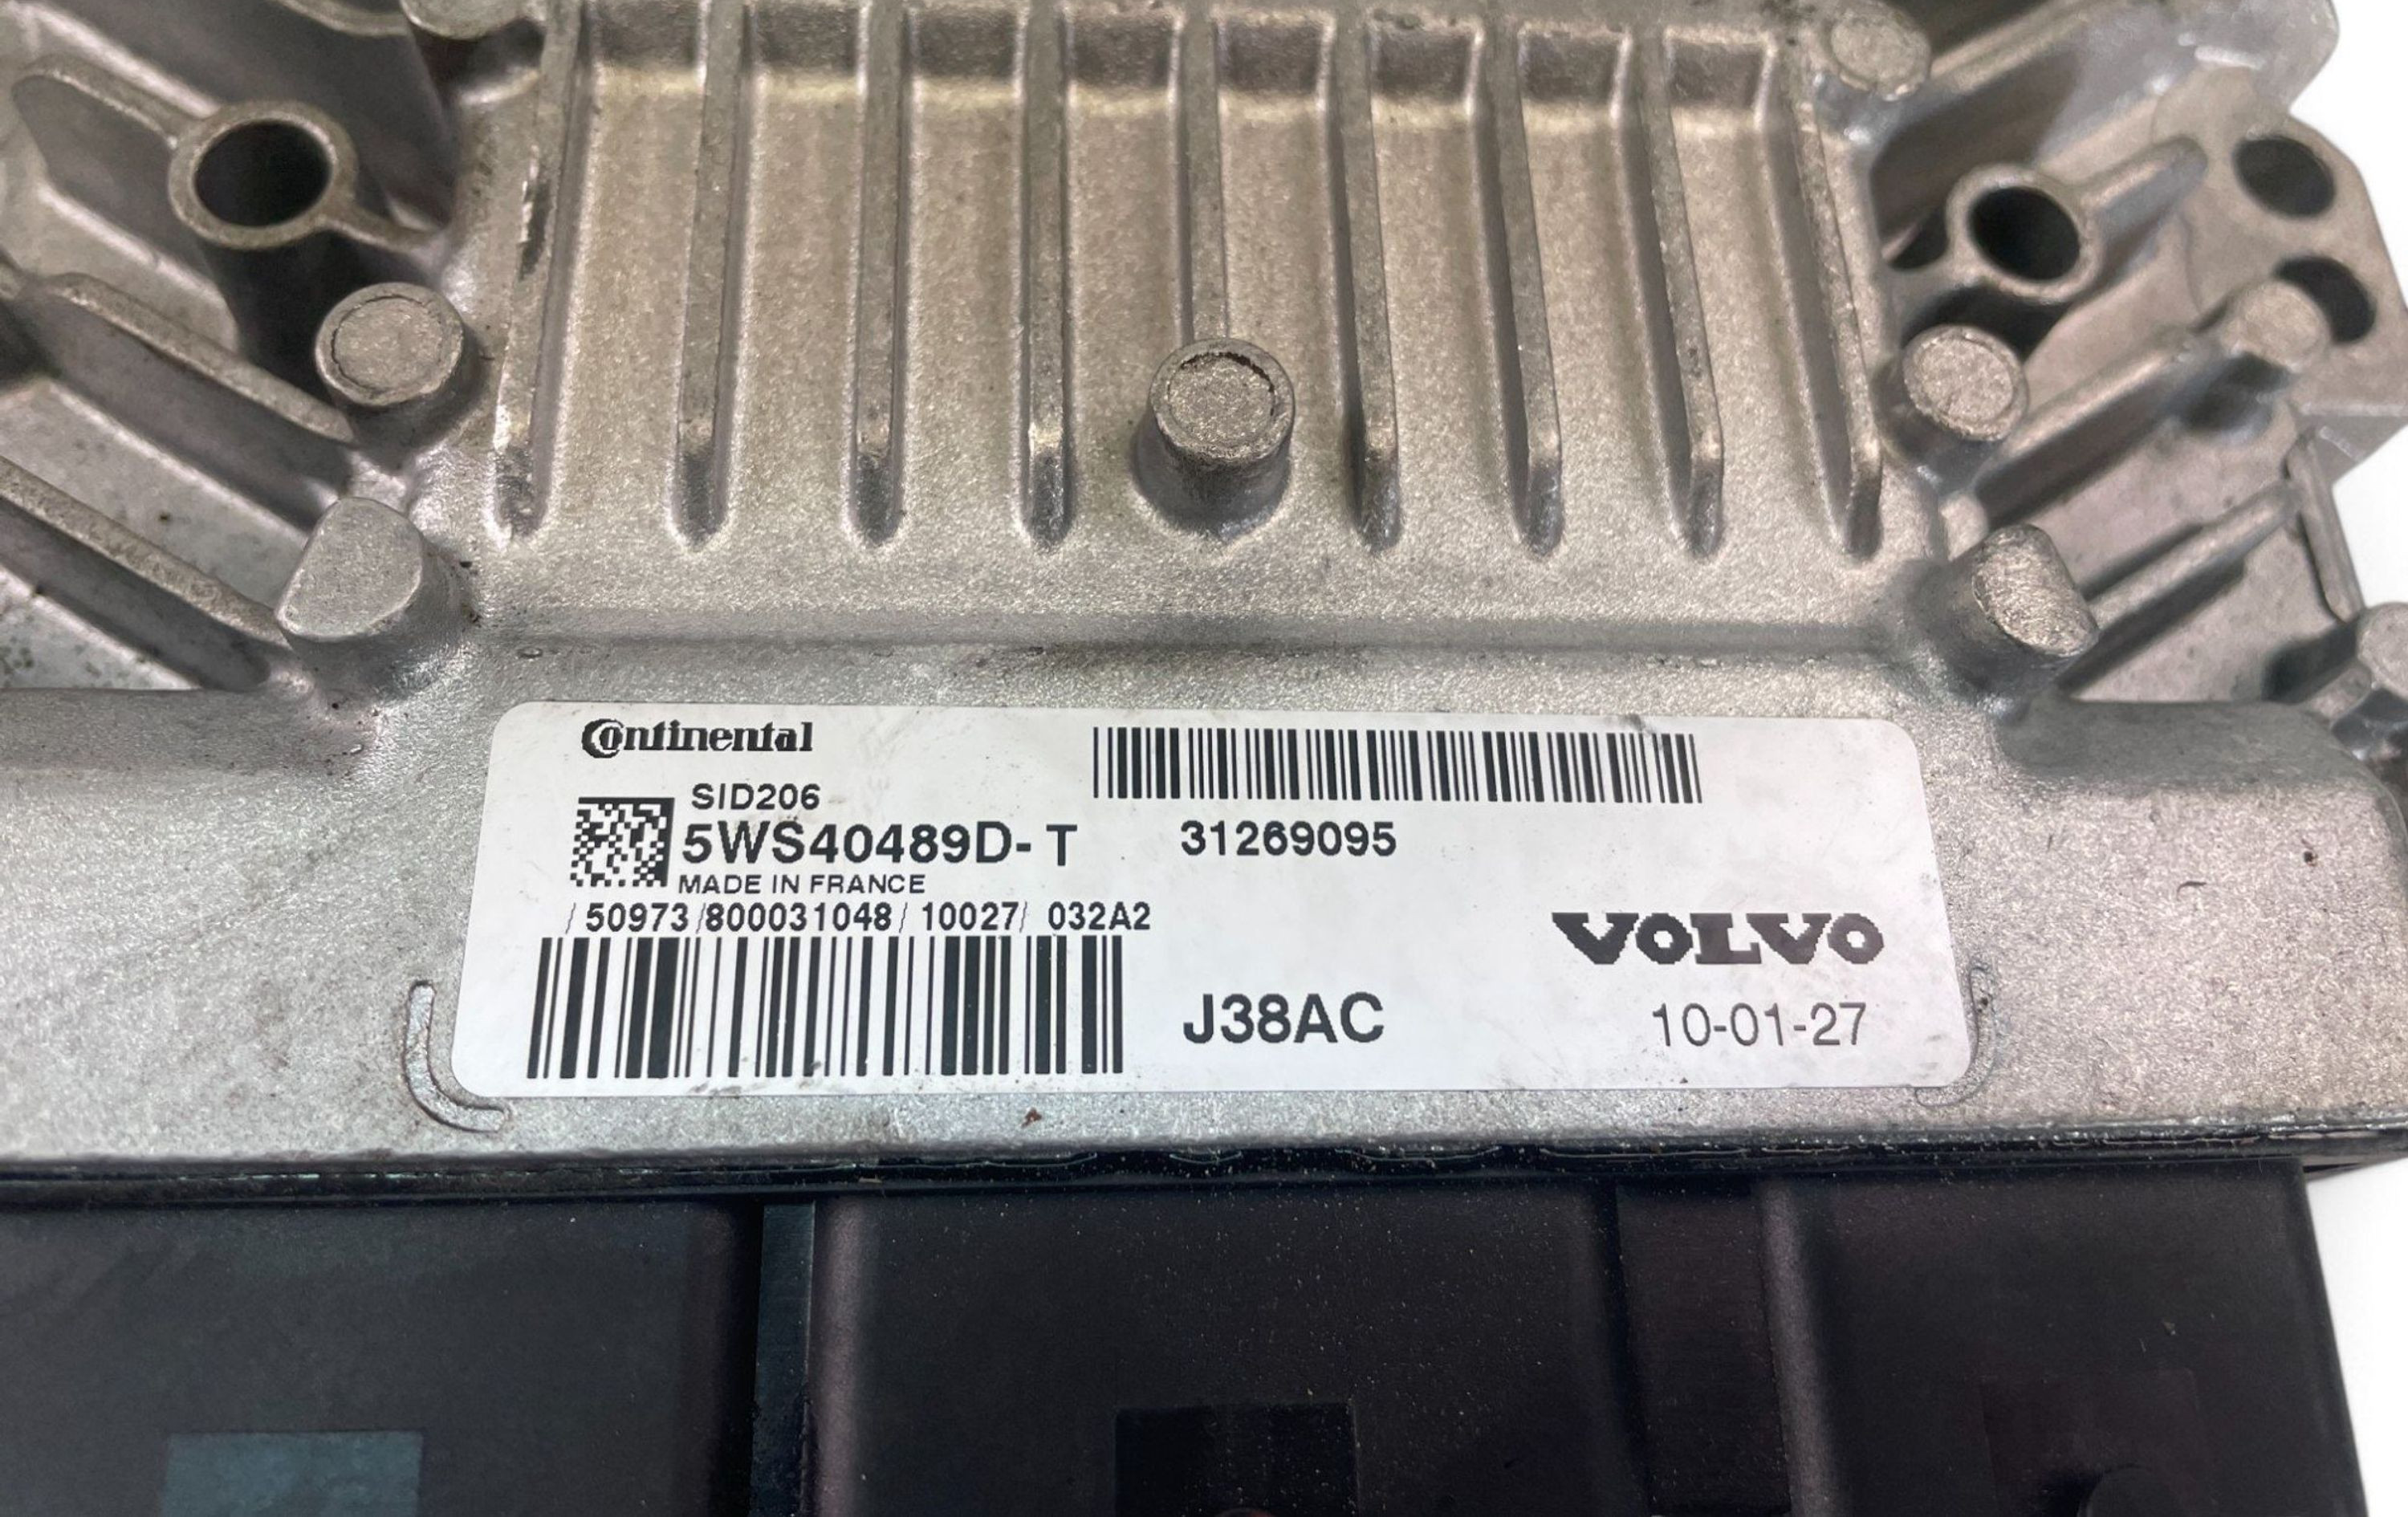 Continental
SID206
5WS40489D- T
MADE IN FRANCE
/ 50973 /800031048/ 10027/ 032A2
31269095
VOLVO
J38AC
10-01-27